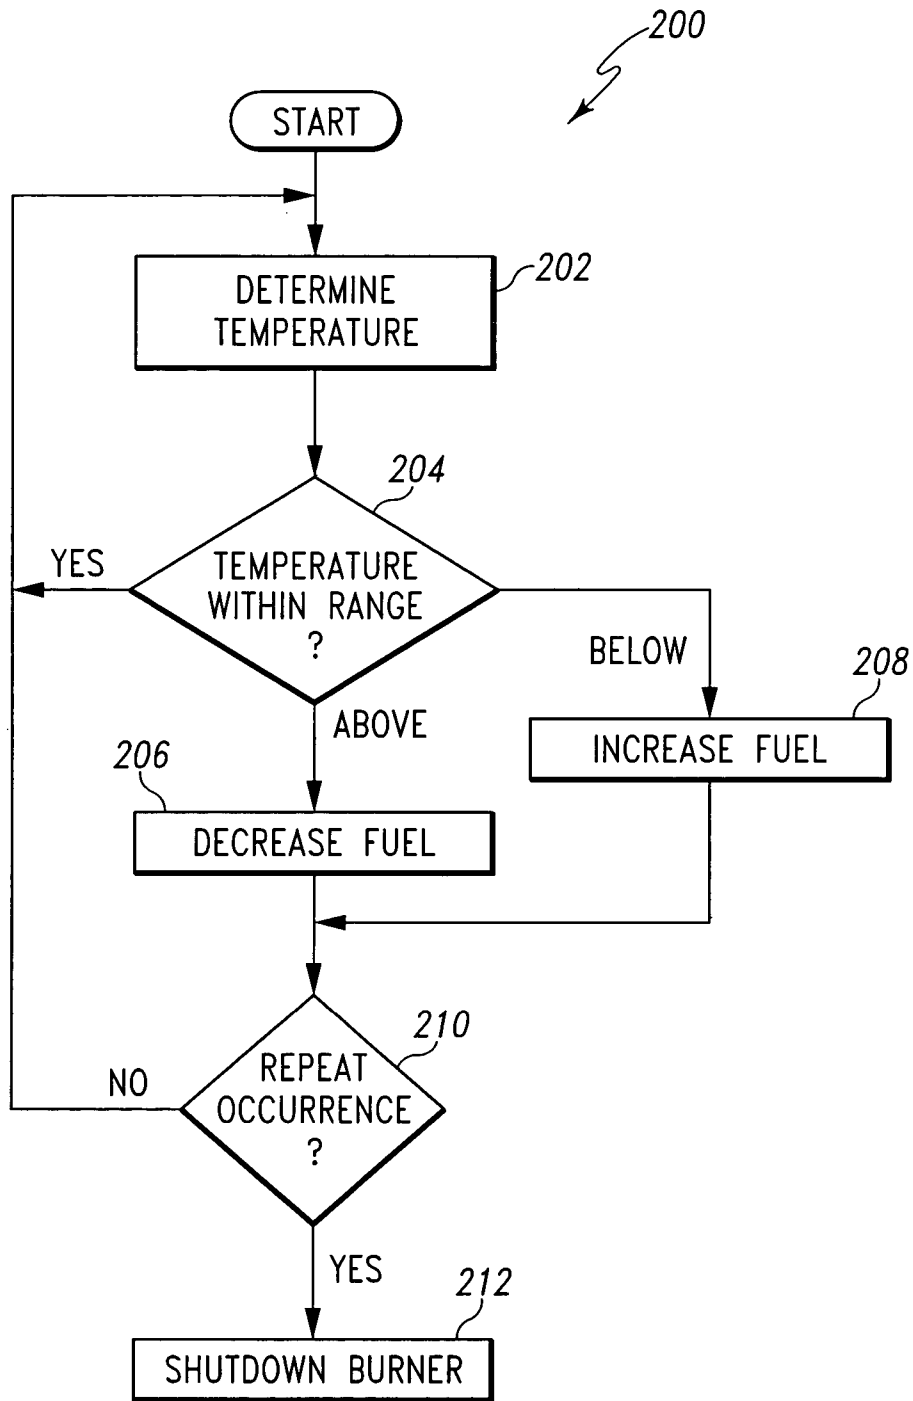 200
START
202
DETERMINE
TEMPERATURE
204
YES
TEMPERATURE
WITHIN RANGE
?
BELOW
208
ABOVE
INCREASE FUEL
206
DECREASE FUEL
210
REPEAT
OCCURRENCE
?
NO
YES
212
SHUTDOWN BURNER